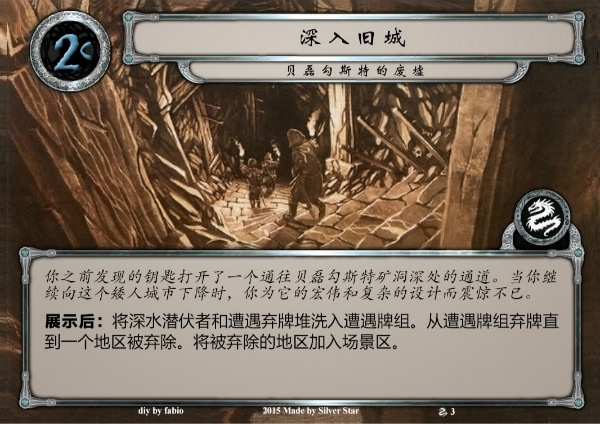 2c
深入旧城
贝磊勾斯特的废墟
你之前发现的钥匙打开了一个通往贝磊勾斯特矿洞深处的通道。当你继
续向这个矮人城市下降时，你为它的宏伟和复杂的设计而震惊不已。
展示后：将深水潜伏者和遭遇弃牌堆洗入遭遇牌组。从遭遇牌组弃牌直
到一个地区被弃除。将被弃除的地区加入场景区。
diy by fabio 2015 Made by Silver Star 3